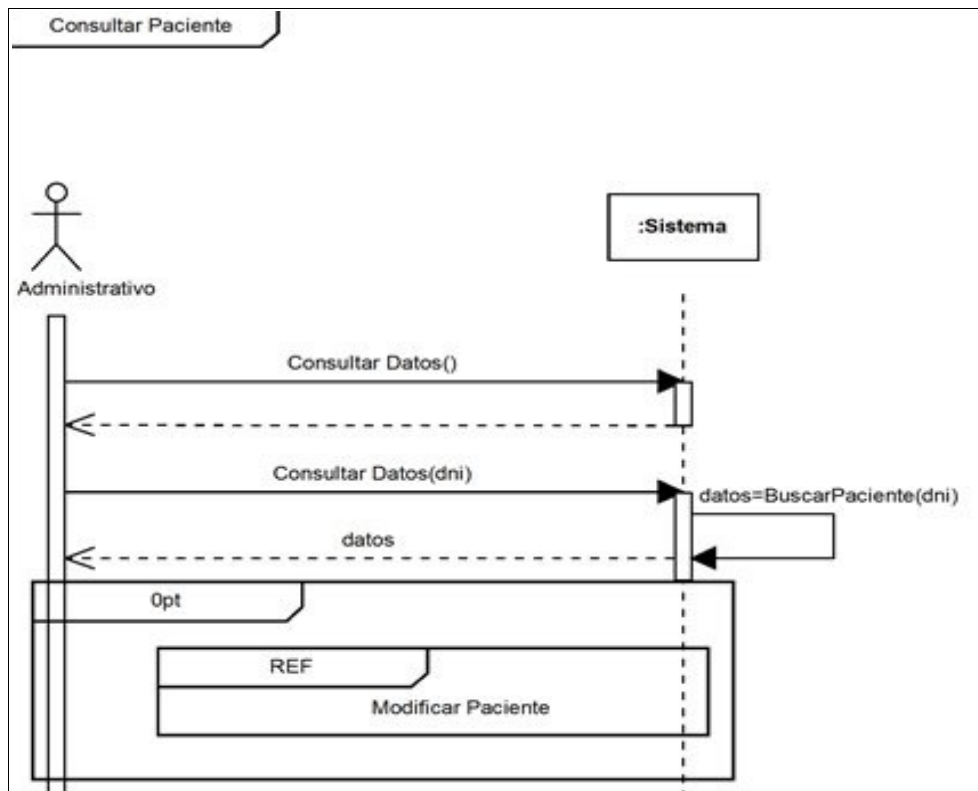 Consultar Paciente
:Sistema
Administrativo
Consultar Datos()
Consultar Datos(dni)
datos=BuscarPaciente(dni)
datos
0pt
REF
Modificar Paciente